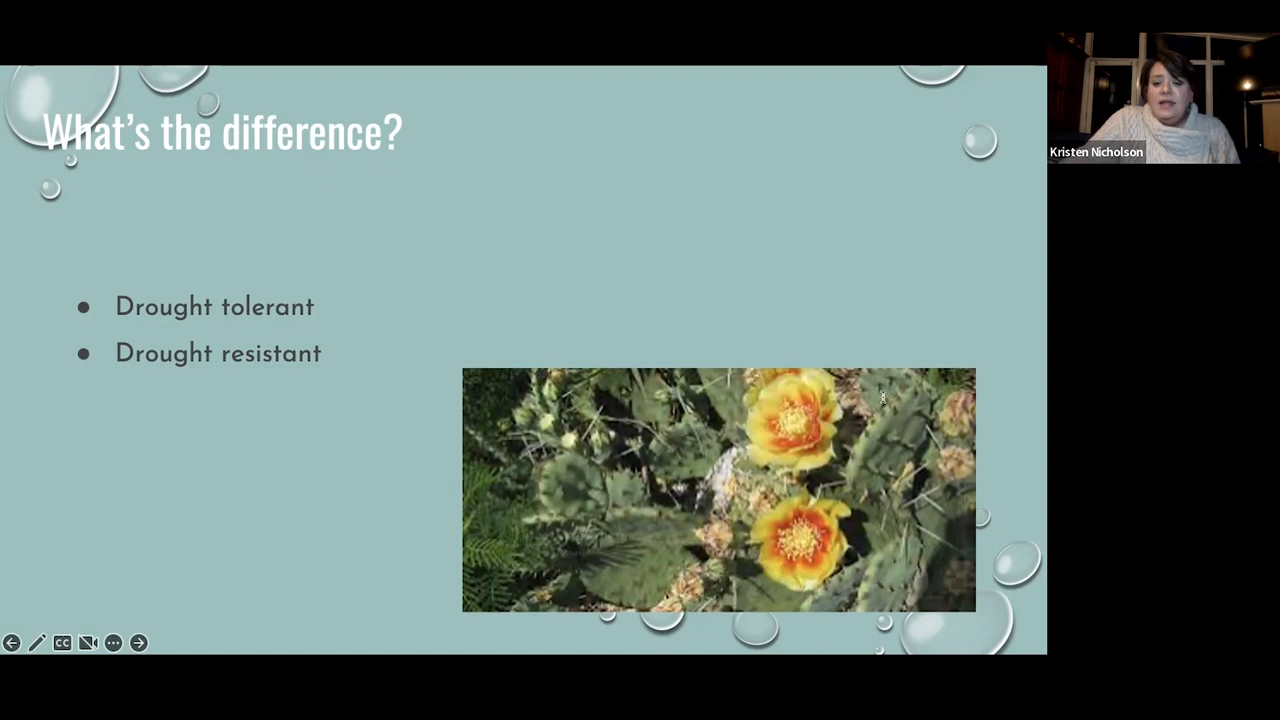 What's the difference?
● Drought tolerant
● Drought resistant
Kristen Nicholson
CC